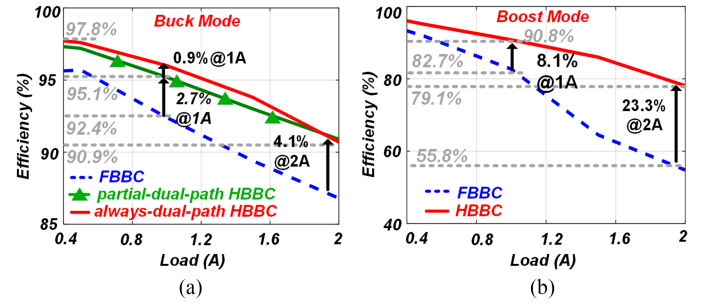 Buck Mode
100
95
90
85
Efficiency (%)
97.8%
95.1%
92.4%
90.9%
0.9% @1A
2.7%
@1A
4.1%
@2A
FBBC
partial-dual-path HBBC
always-dual-path HBBC
0.4
0.8
1.2
1.6
2
Load (A)
(a)
Boost Mode
100
80
60
40
Efficiency (%)
90.8%
82.7%
79.1%
55.8%
8.1%
@1A
23.3%
@2A
FBBC
HBBC
0.4
0.8
1.2
1.6
2
Load (A)
(b)